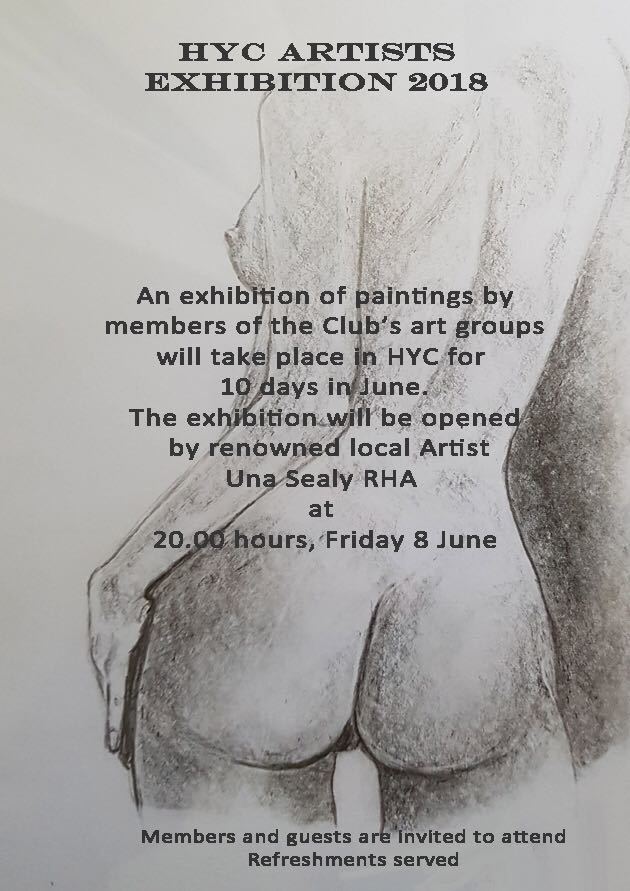 HYC ARTISTS
EXHIBITION 2018
An exhibition of paintings by
members of the Club's art groups
will take place in HYC for
10 days in June.
The exhibition will be opened
by renowned local Artist
Una Sealy RHA
at
20.00 hours, Friday 8 June
Members and guests are invited to attend
Refreshments served